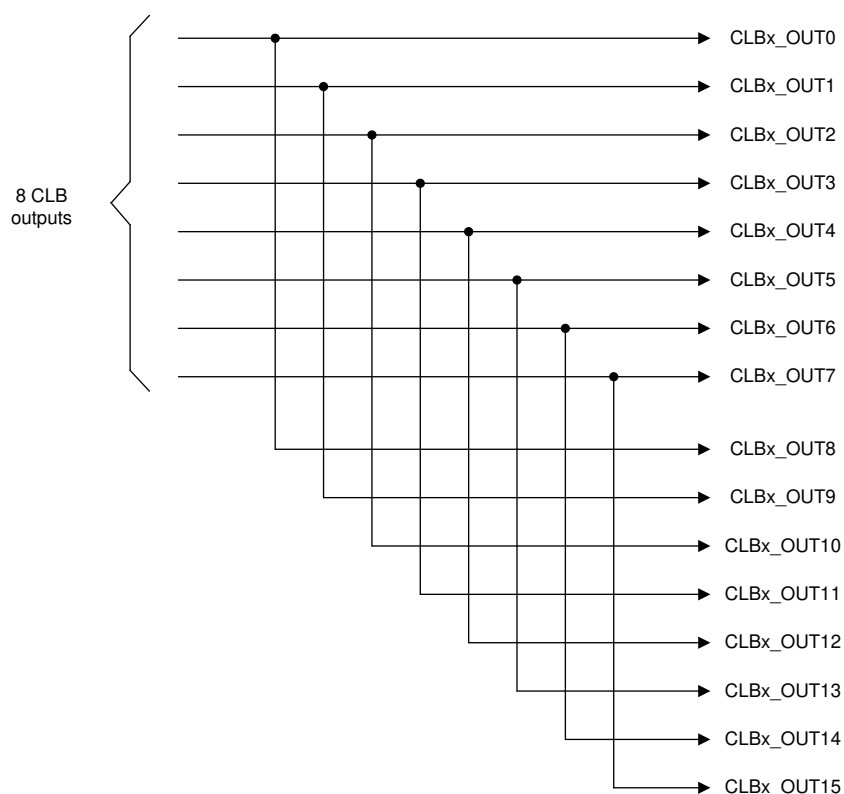 CLBx_OUT0
CLBx_OUT1
CLBx_OUT2
CLBx_OUT3
8 CLB
outputs
CLBx_OUT4
CLBx_OUT5
CLBx_OUT6
CLBx_OUT7
CLBx_OUT8
CLBx_OUT9
CLBx_OUT10
CLBx_OUT11
CLBx_OUT12
CLBx_OUT13
CLBx_OUT14
CLBx_OUT15